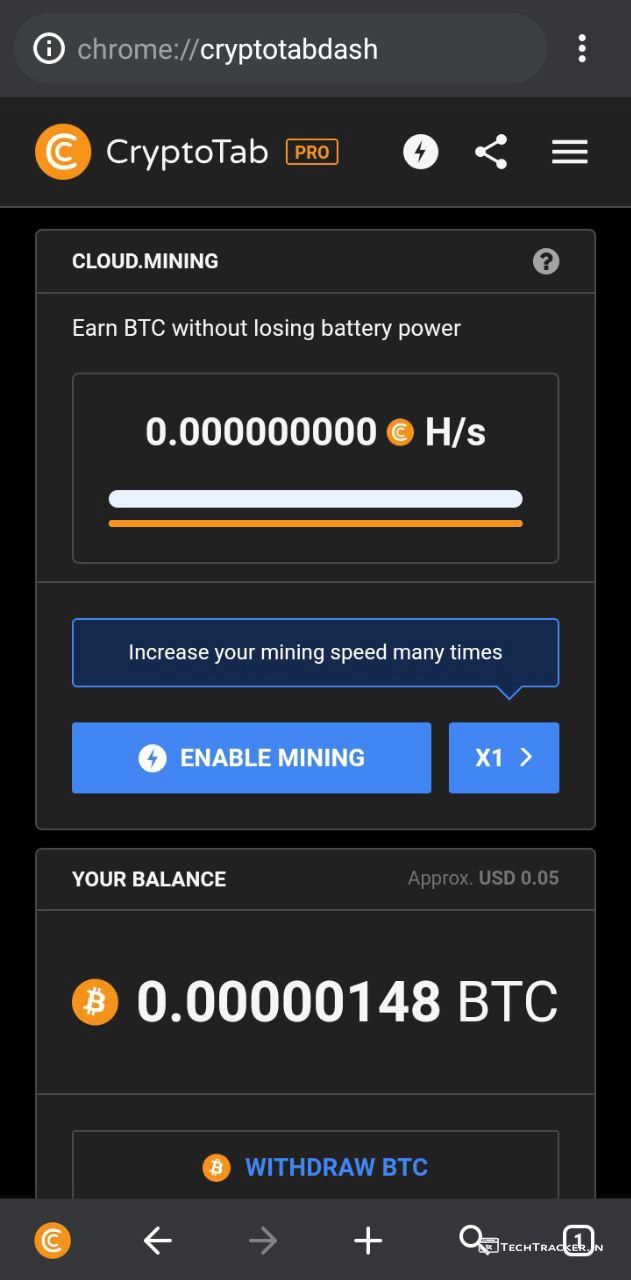 chrome://cryptotabdash
CryptoTab PRO
CLOUD.MINING
Earn BTC without losing battery power
0.000000000 H/s
Increase your mining speed many times
ENABLE MINING
X1
YOUR BALANCE
Approx. USD 0.05
0.00000148 BTC
WITHDRAW BTC
1
TECHTRACKER.IN